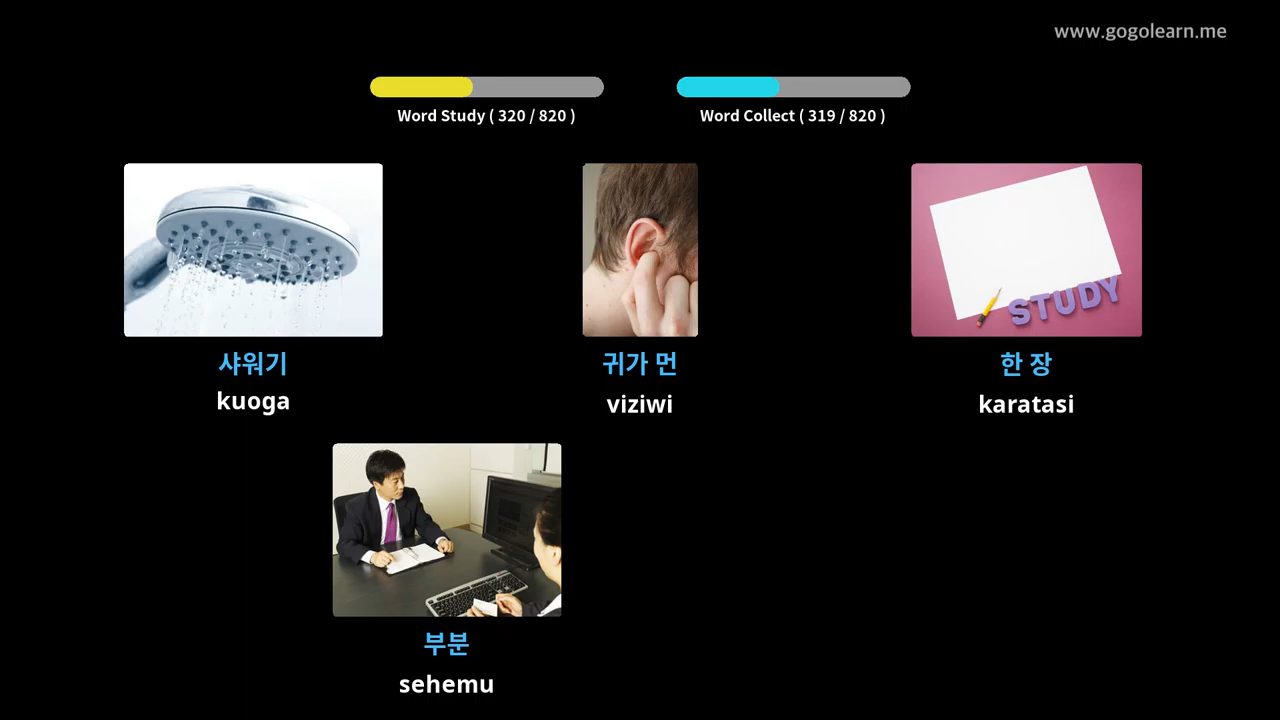 www.gogolearn.me
Word Study ( 320 / 820 )
Word Collect ( 319 / 820 )
샤워기
kuoga
귀가 먼
viziwi
STUDY
한 장
karatasi
부분
sehemu